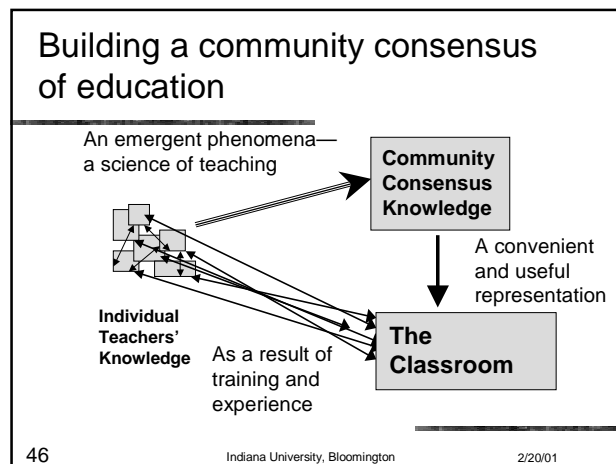 Building a community consensus
of education
An emergent phenomena—
a science of teaching
Community
Consensus
Knowledge
A convenient
and useful
representation
Individual
Teachers'
Knowledge
As a result of
training and
experience
The
Classroom
46
Indiana University, Bloomington
2/20/01